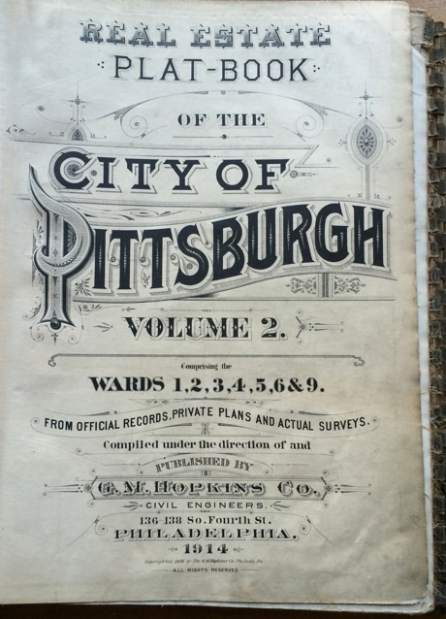 REAL ESTATE
PLAT-BOOK
OF THE
CITY OF
PITTSBURGH
VOLUME 2.
Comprising the
WARDS 1,2,3,4,5,6&9.
FROM OFFICIAL RECORDS, PRIVATE PLANS AND ACTUAL SURVEYS.
Compiled under the direction of and
PUBLISHED BY
G.M. HOPKINS CO.
CIVIL ENGINEERS.
136-138 So. Fourth St.
PHILADELPHIA.
1914
ALL RIGHTS RESERVED